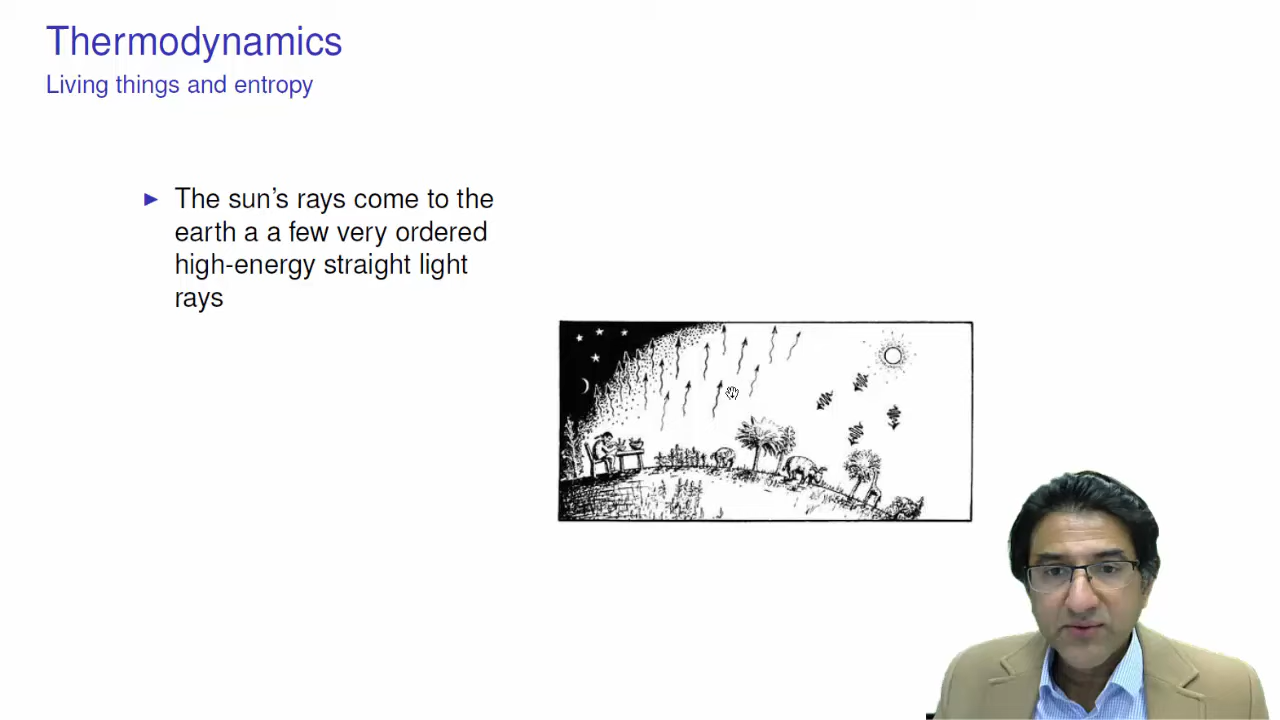 Thermodynamics
Living things and entropy
► The sun's rays come to the
earth a a few very ordered
high-energy straight light
rays